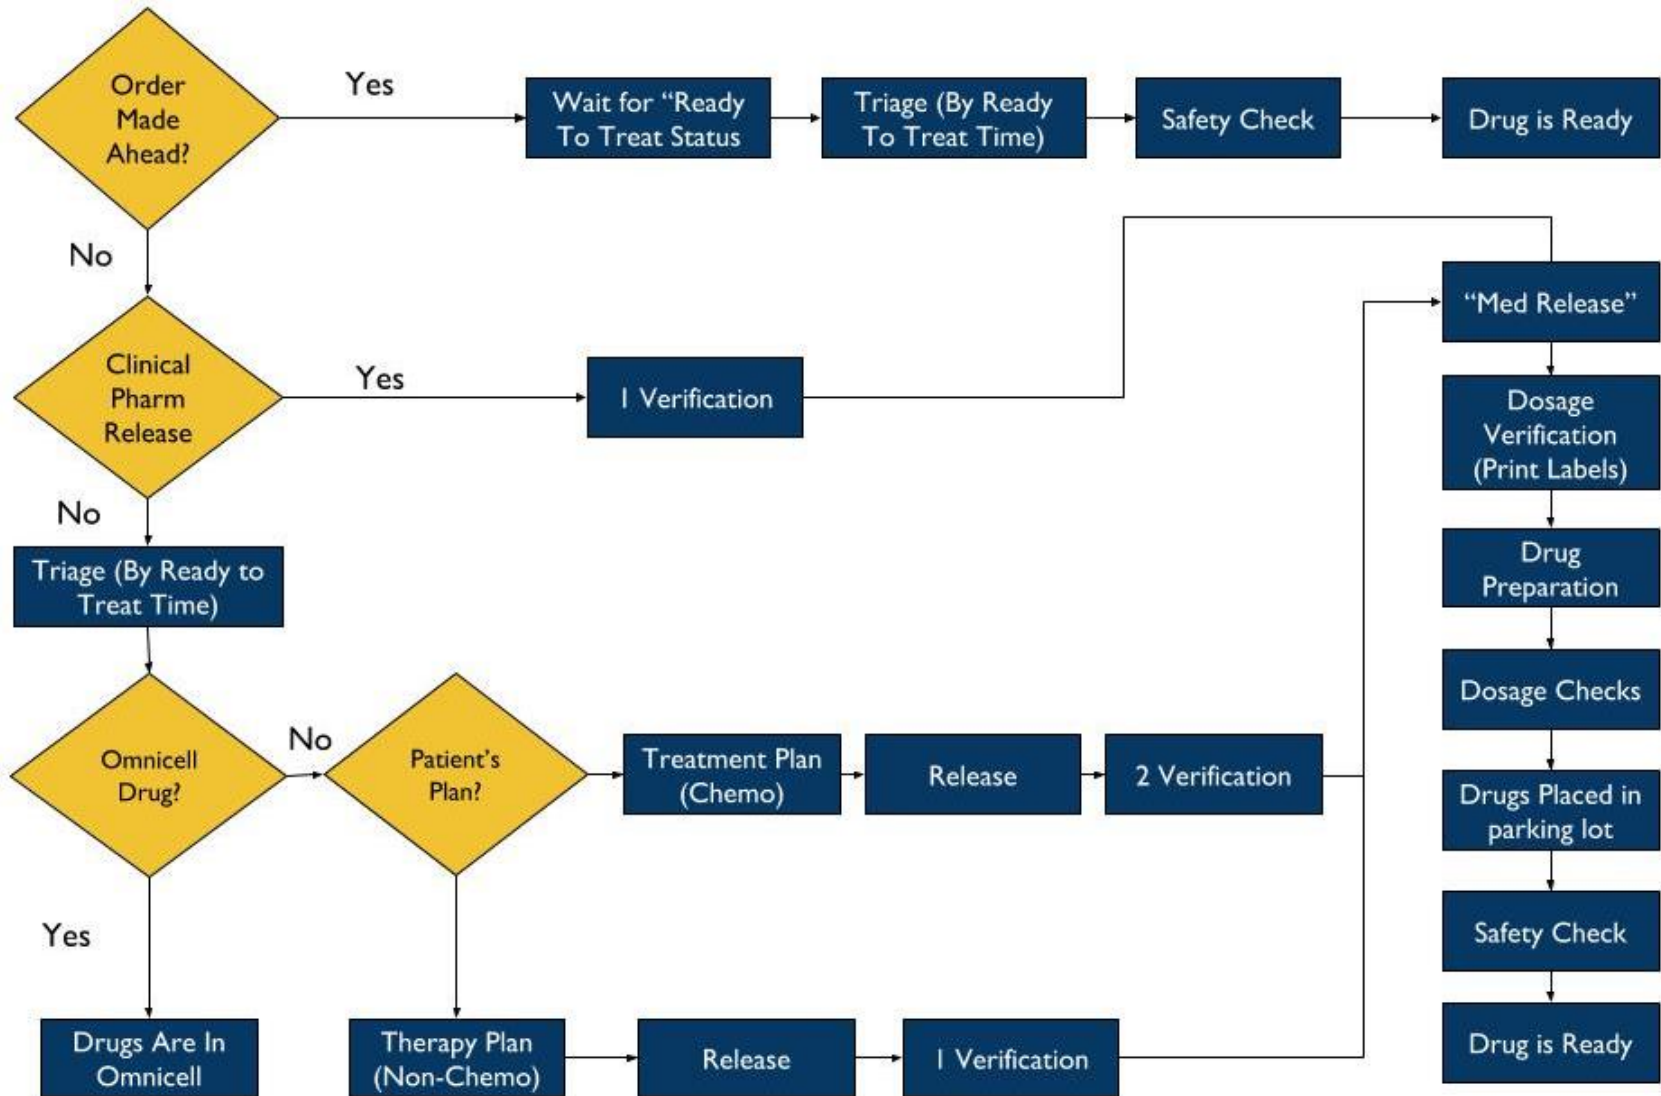 Order
Made
Ahead?
Yes
Wait for “Ready
To Treat Status
Triage (By Ready
To Treat Time)
Safety Check
Drug is Ready
No
Clinical
Pharm
Release
Yes
1 Verification
“Med Release”
Dosage
Verification
(Print Labels)
Drug
Preparation
Dosage Checks
Drugs Placed in
parking lot
Safety Check
Drug is Ready
No
Triage (By Ready to
Treat Time)
Omnicell
Drug?
No
Patient’s
Plan?
Treatment Plan
(Chemo)
Release
2 Verification
Yes
Drugs Are In
Omnicell
Therapy Plan
(Non-Chemo)
Release
1 Verification